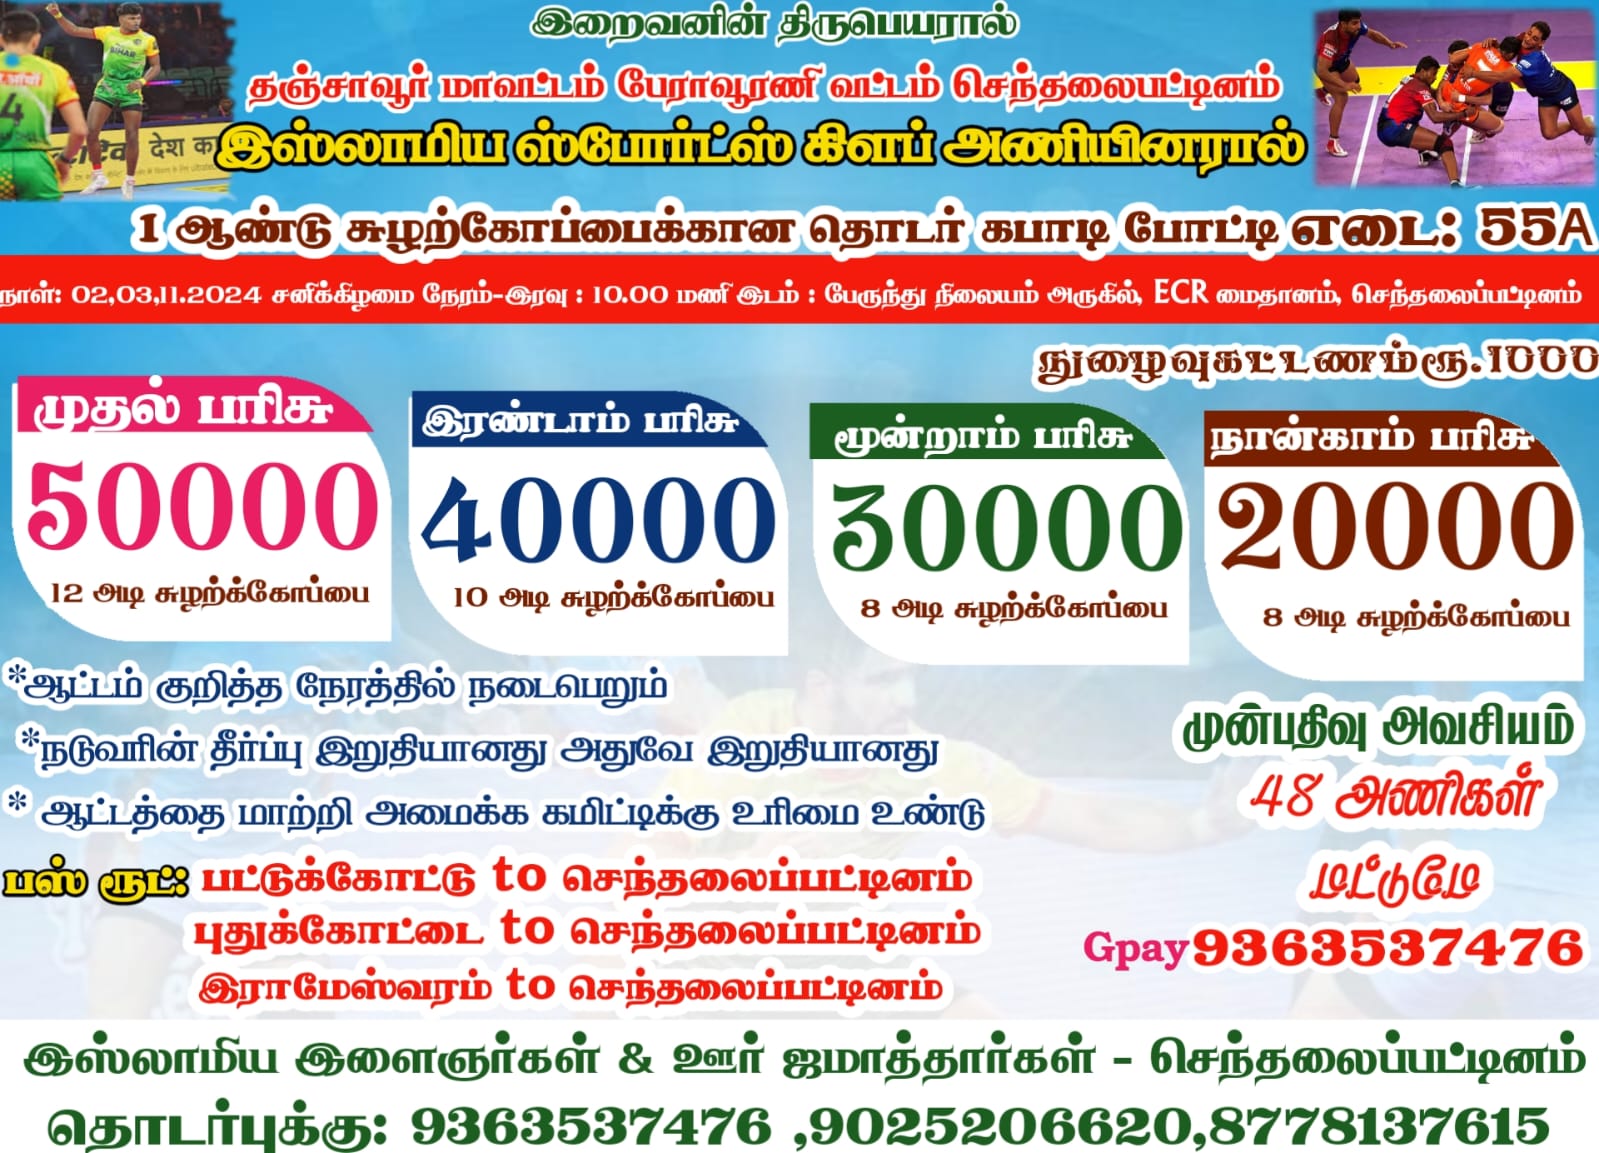 இறைவனின் திருபெயரால்
தஞ்சாவூர் மாவட்டம் பேராவூரணி வட்டம் செந்தலைபட்டினம்
இஸ்லாமிய ஸ்போர்ட்ஸ் கிளப் அணியினரால்
1 ஆண்டு சுழற்கோப்பைக்கான தொடர் கபாடி போட்டி எடை: 55A
நாள்: 02,03,11.2024 சனிக்கிழமை நேரம்-இரவு : 10.00 மணி இடம் : பேருந்து நிலையம் அருகில், ECR மைதானம், செந்தலைப்பட்டினம்
நுழைவுகட்டணம்ரூ.1000
முதல் பரிசு
50000
12 அடி சுழற்க்கோப்பை
இரண்டாம் பரிசு
40000
10 அடி சுழற்க்கோப்பை
மூன்றாம் பரிசு
30000
8 அடி சுழற்க்கோப்பை
நான்காம் பரிசு
20000
8 அடி சுழற்க்கோப்பை
*ஆட்டம் குறித்த நேரத்தில் நடைபெறும்
*நடுவரின் தீர்ப்பு இறுதியானது அதுவே இறுதியானது
* ஆட்டத்தை மாற்றி அமைக்க கமிட்டிக்கு உரிமை உண்டு
முன்பதிவு அவசியம்
48 அணிகள்
மட்டுமே
Gpay 9363537476
பஸ் ரூட்: பட்டுக்கோட்டு to செந்தலைப்பட்டினம்
புதுக்கோட்டை to செந்தலைப்பட்டினம்
இராமேஸ்வரம் to செந்தலைப்பட்டினம்
இஸ்லாமிய இளைஞர்கள் & ஊர் ஜமாத்தார்கள் - செந்தலைப்பட்டினம்
தொடர்புக்கு: 9363537476 ,9025206620,8778137615
BIHAR
4
देश का